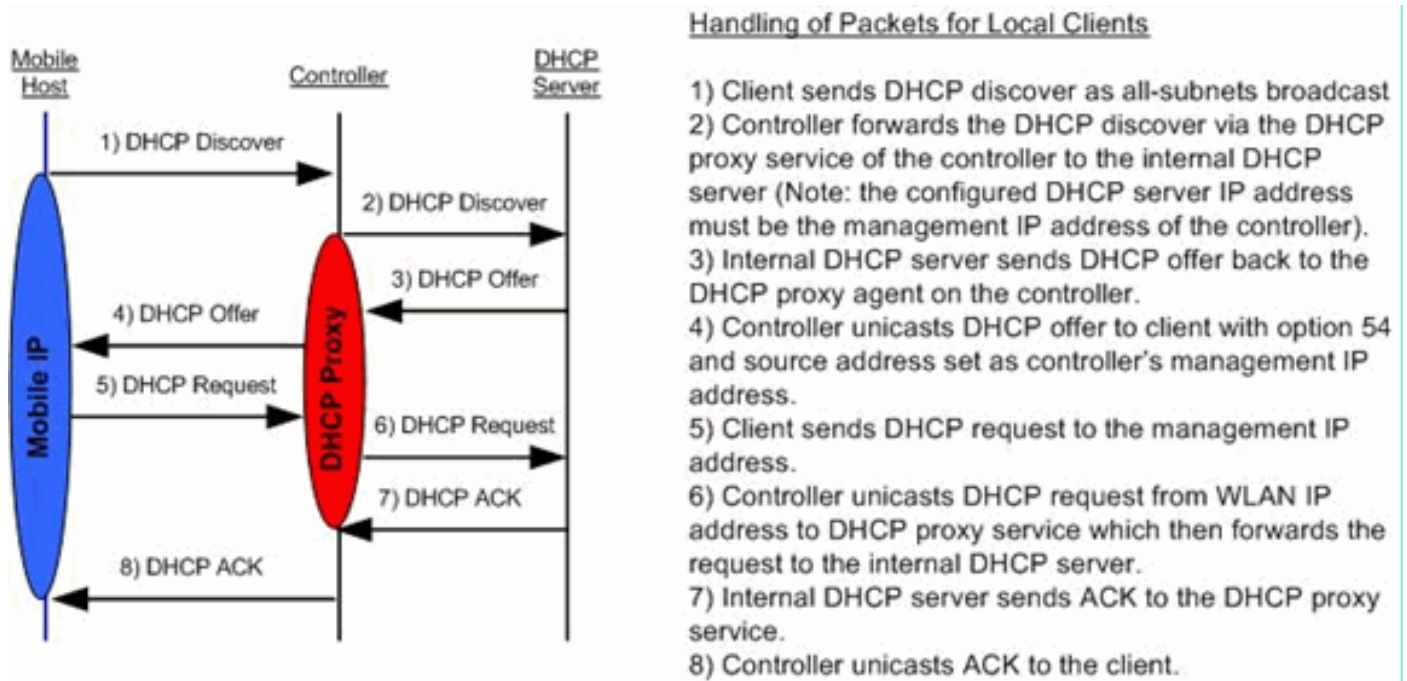 Mobile
Host
Controller
DHCP
Server
1) DHCP Discover
2) DHCP Discover
3) DHCP Offer
4) DHCP Offer
5) DHCP Request
6) DHCP Request
7) DHCP ACK
8) DHCP ACK
Mobile IP
DHCP Proxy
Handling of Packets for Local Clients
1) Client sends DHCP discover as all-subnets broadcast
2) Controller forwards the DHCP discover via the DHCP
proxy service of the controller to the internal DHCP
server (Note: the configured DHCP server IP address
must be the management IP address of the controller).
3) Internal DHCP server sends DHCP offer back to the
DHCP proxy agent on the controller.
4) Controller unicasts DHCP offer to client with option 54
and source address set as controller's management IP
address.
5) Client sends DHCP request to the management IP
address.
6) Controller unicasts DHCP request from WLAN IP
address to DHCP proxy service which then forwards the
request to the internal DHCP server.
7) Internal DHCP server sends ACK to the DHCP proxy
service.
8) Controller unicasts ACK to the client.